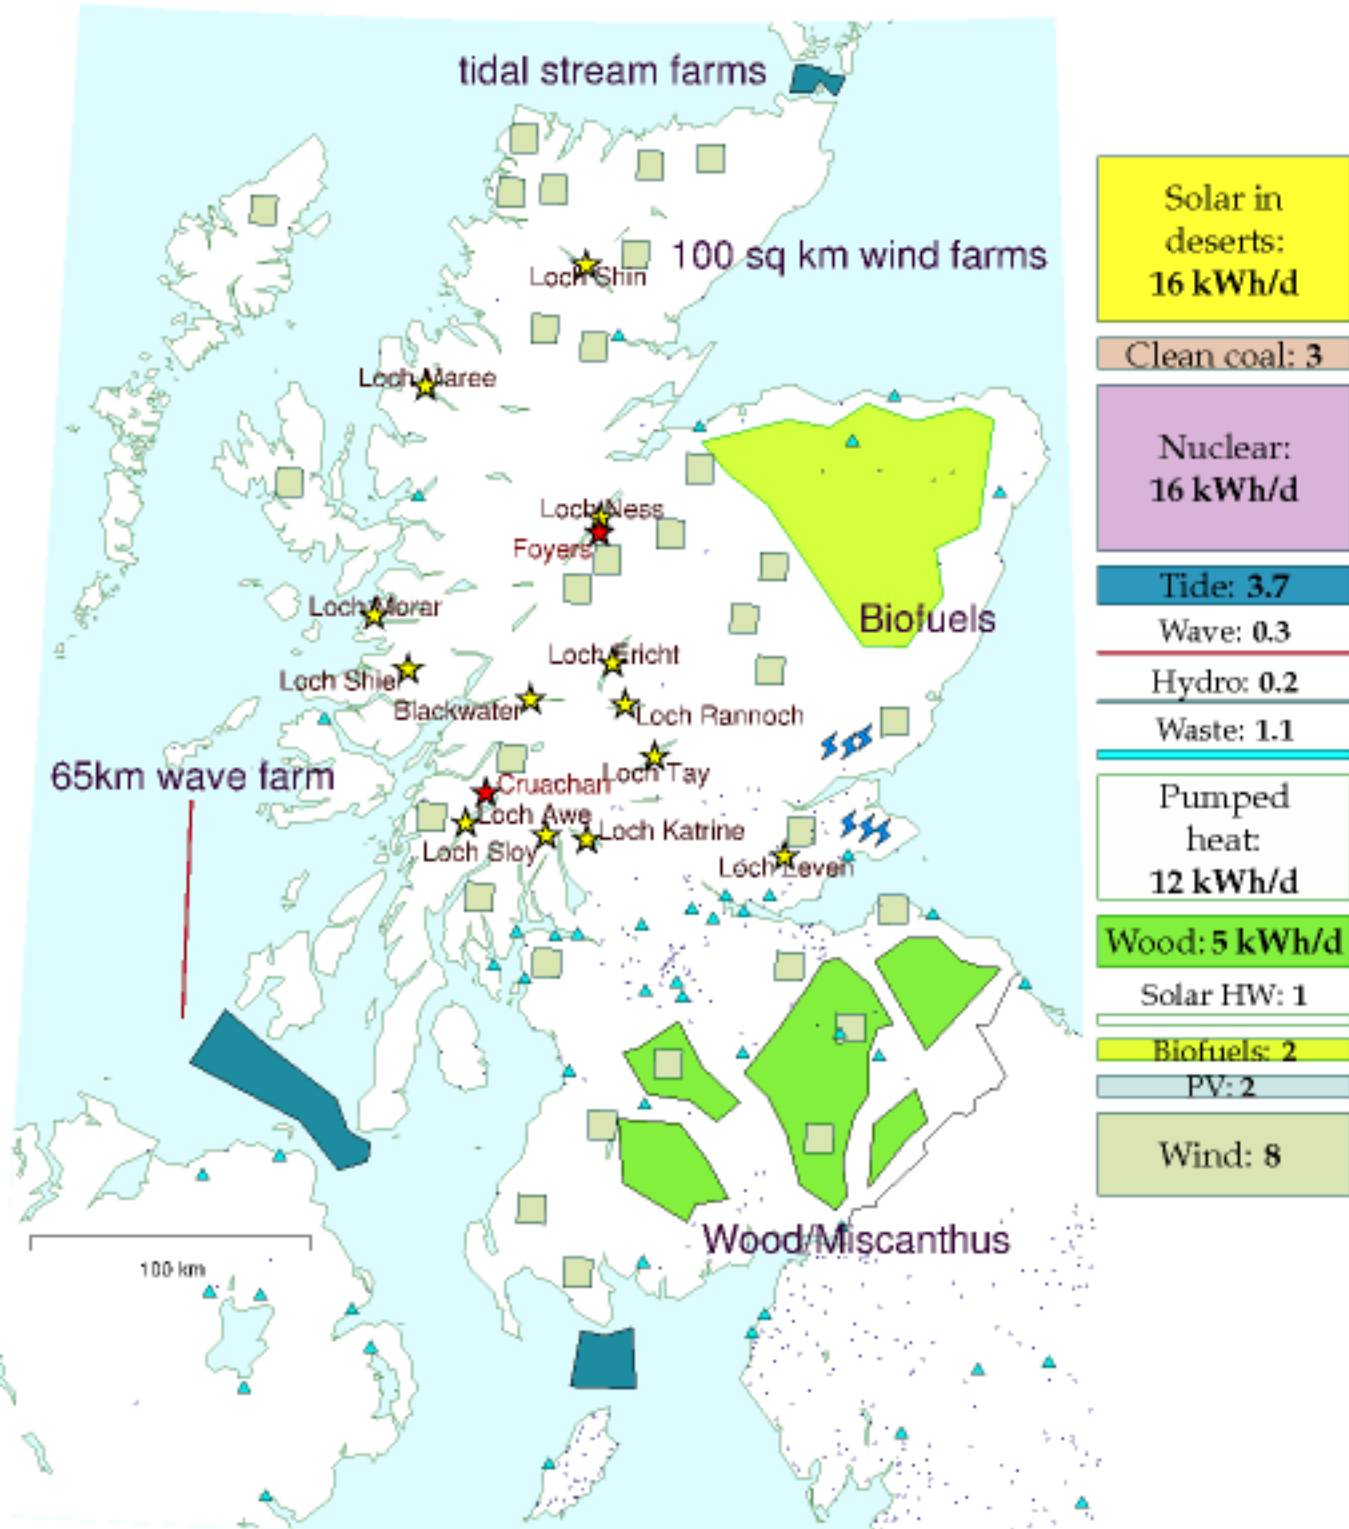 tidal stream farms
100 sq km wind farms
Loch Shin
Loch Maree
Loch Ness
Foyers
Biofuels
Loch Morar
Loch Ericht
Loch Shiel
Blackwater
Loch Rannoch
65km wave farm
Loch Tay
Cruachan
Loch Awe
Loch Katrine
Loch Sloy
Loch Leven
Wood/Miscanthus
100 km
Solar in
deserts:
16 kWh/d
Clean coal: 3
Nuclear:
16 kWh/d
Tide: 3.7
Wave: 0.3
Hydro: 0.2
Waste: 1.1
Pumped
heat:
12 kWh/d
Wood: 5 kWh/d
Solar HW: 1
Biofuels: 2
PV: 2
Wind: 8